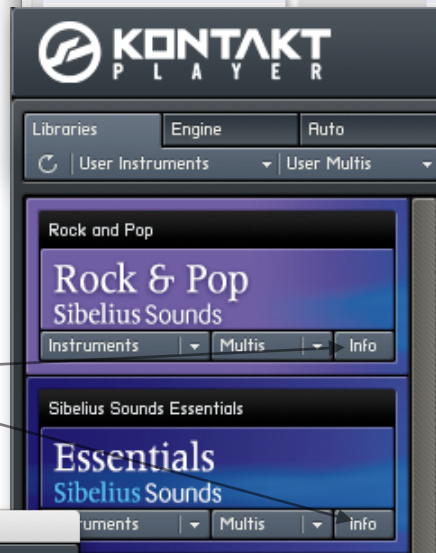 KONTAKT
PLAYER
Libraries Engine Auto
User Instruments User Multis
Rock and Pop
Rock & Pop
Sibelius Sounds
Instruments Multis Info
Sibelius Sounds Essentials
Essentials
Sibelius Sounds
uments Multis info